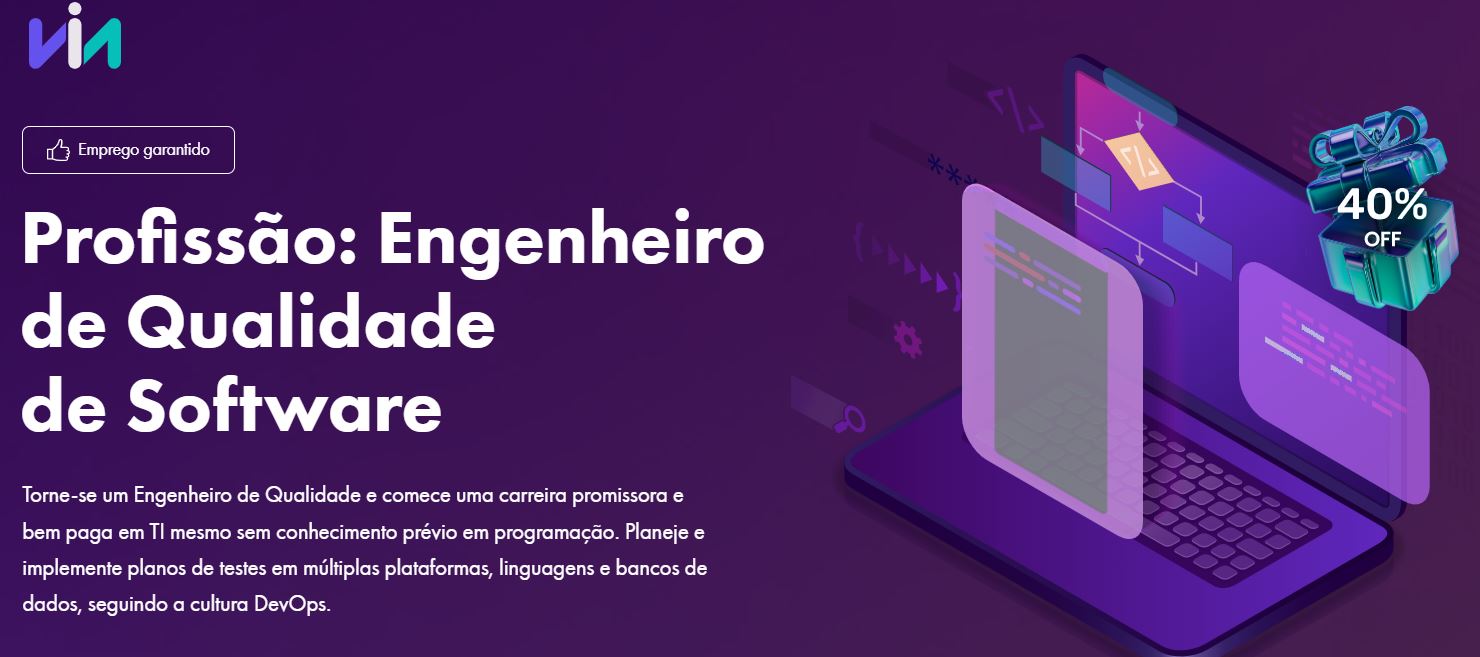 VIA
Emprego garantido
Profissão: Engenheiro
de Qualidade
de Software
Torne-se um Engenheiro de Qualidade e comece uma carreira promissora e
bem paga em TI mesmo sem conhecimento prévio em programação. Planeje e
implemente planos de testes em múltiplas plataformas, linguagens e bancos de
dados, seguindo a cultura DevOps.
</>
***
</>
40%
OFF